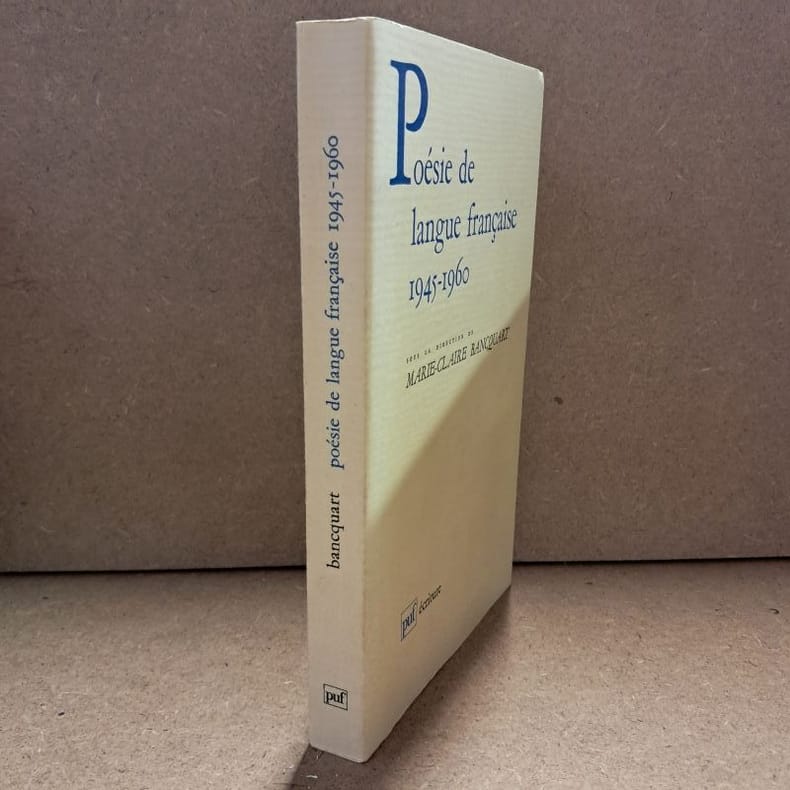 bancquart poésie de langue française 1945-1960
puf
Poésie de
langue française
1945-1960
SOUS LA DIRECTION DE
MARIE-CLAIRE BANCQUART
puf écriture